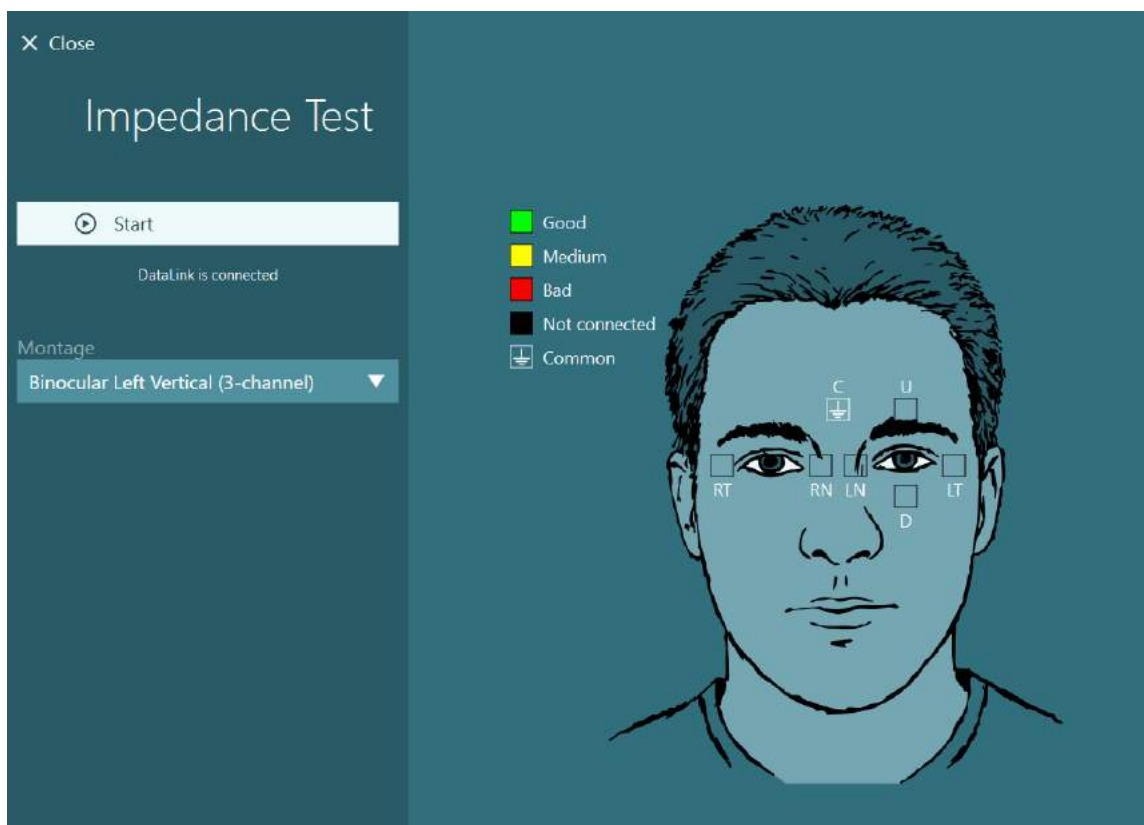 Close
Impedance Test
Start
DataLink is connected
Montage
Binocular Left Vertical (3-channel)
Good
Medium
Bad
Not connected
Common
C U
RT RN LN LT
D